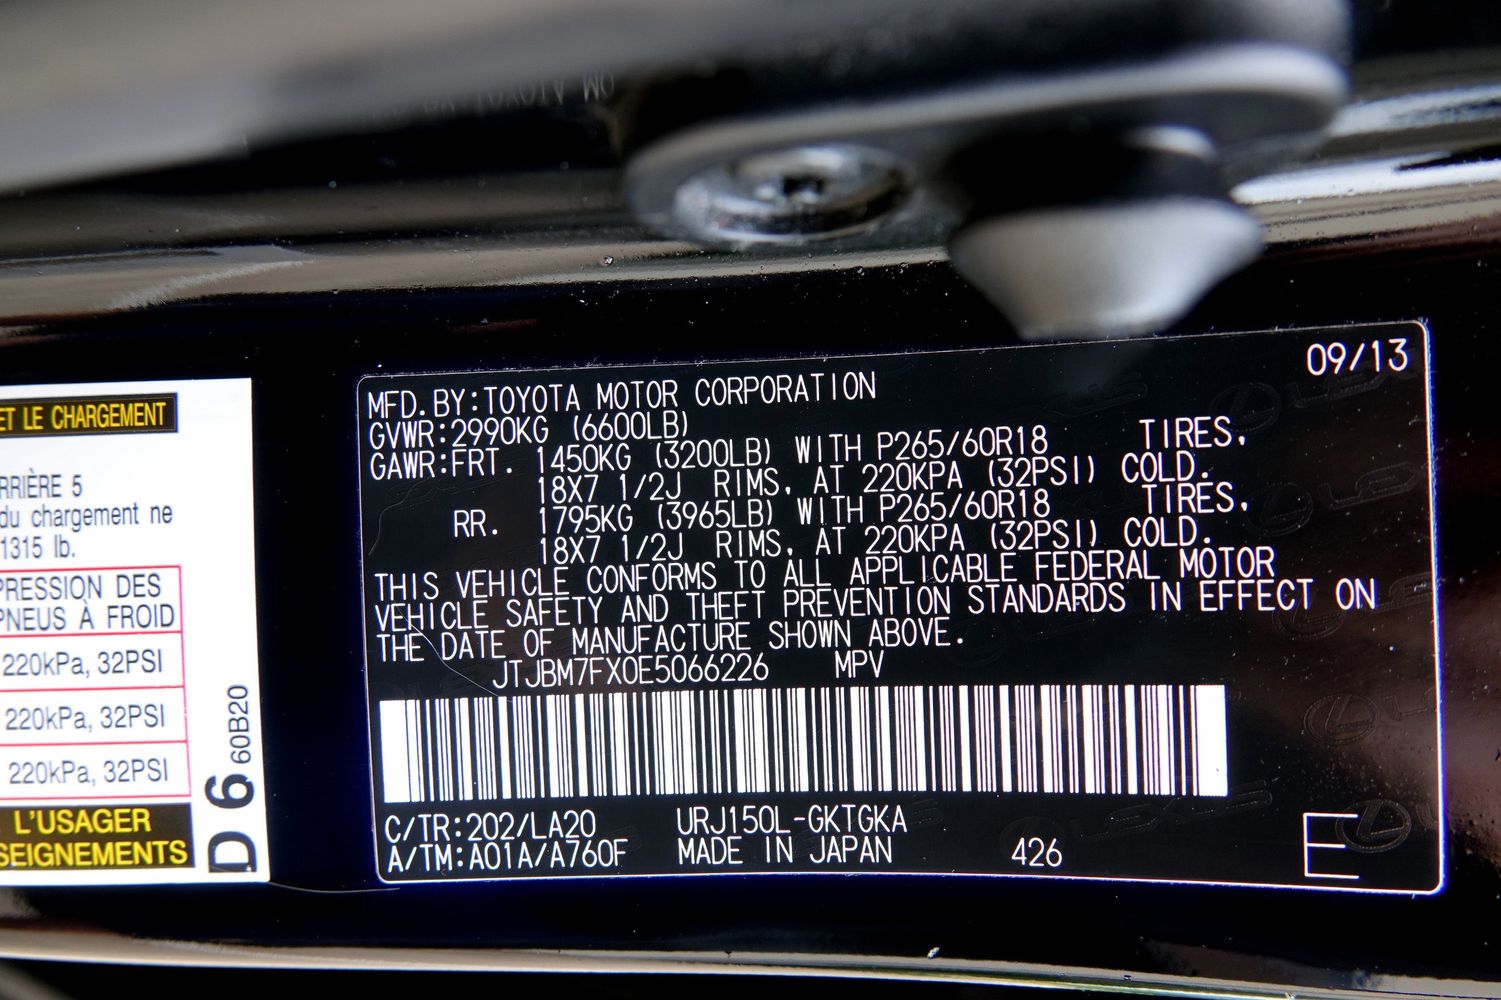 ET LE CHARGEMENT
RRIÈRE 5
du chargement ne
1315 lb.
PRESSION DES
PNEUS À FROID
220kPa, 32PSI
220kPa, 32PSI
220kPa, 32PSI
L'USAGER
SEIGNEMENTS
D 6 60B20
09/13
MFD.BY:TOYOTA MOTOR CORPORATION
GVWR:2990KG (6600LB)
GAWR:FRT. 1450KG (3200LB) WITH P265/60R18 TIRES,
18X7 1/2J RIMS, AT 220KPA (32PSI) COLD.
RR. 1795KG (3965LB) WITH P265/60R18 TIRES,
18X7 1/2J RIMS, AT 220KPA (32PSI) COLD.
THIS VEHICLE CONFORMS TO ALL APPLICABLE FEDERAL MOTOR
VEHICLE SAFETY AND THEFT PREVENTION STANDARDS IN EFFECT ON
THE DATE OF MANUFACTURE SHOWN ABOVE.
JTJBM7FX0E5066226 MPV
C/TR:202/LA20 URJ150L-GKTGKA
A/TM:A01A/A760F MADE IN JAPAN 426 E